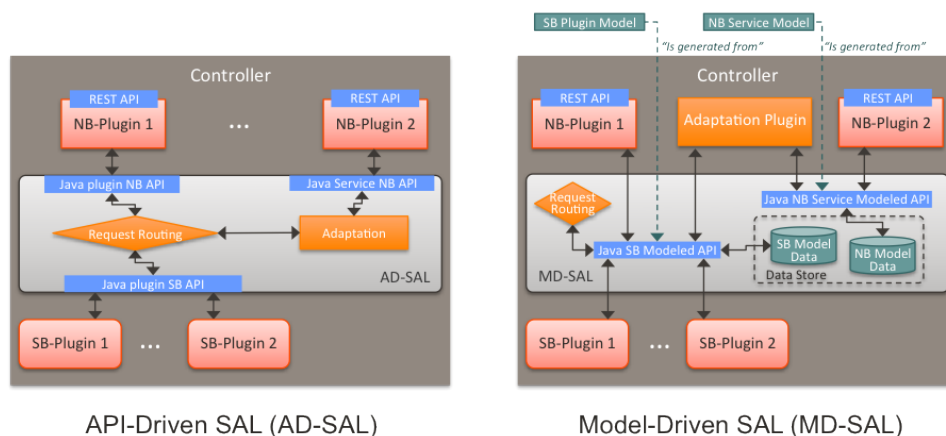 SB Plugin Model
NB Service Model
“Is generated from”
“Is generated from”
Controller
REST API
NB-Plugin 1
...
REST API
NB-Plugin 2
Java plugin NB API
Java Service NB API
Request Routing
Adaptation
Java plugin SB API
AD-SAL
SB-Plugin 1
...
SB-Plugin 2
API-Driven SAL (AD-SAL)
Controller
REST API
NB-Plugin 1
Adaptation Plugin
REST API
NB-Plugin 2
Request
Routing
Java NB Service Modeled API
Java SB Modeled API
SB Model
Data
NB Model
Data
Data Store
MD-SAL
SB-Plugin 1
...
SB-Plugin 2
Model-Driven SAL (MD-SAL)